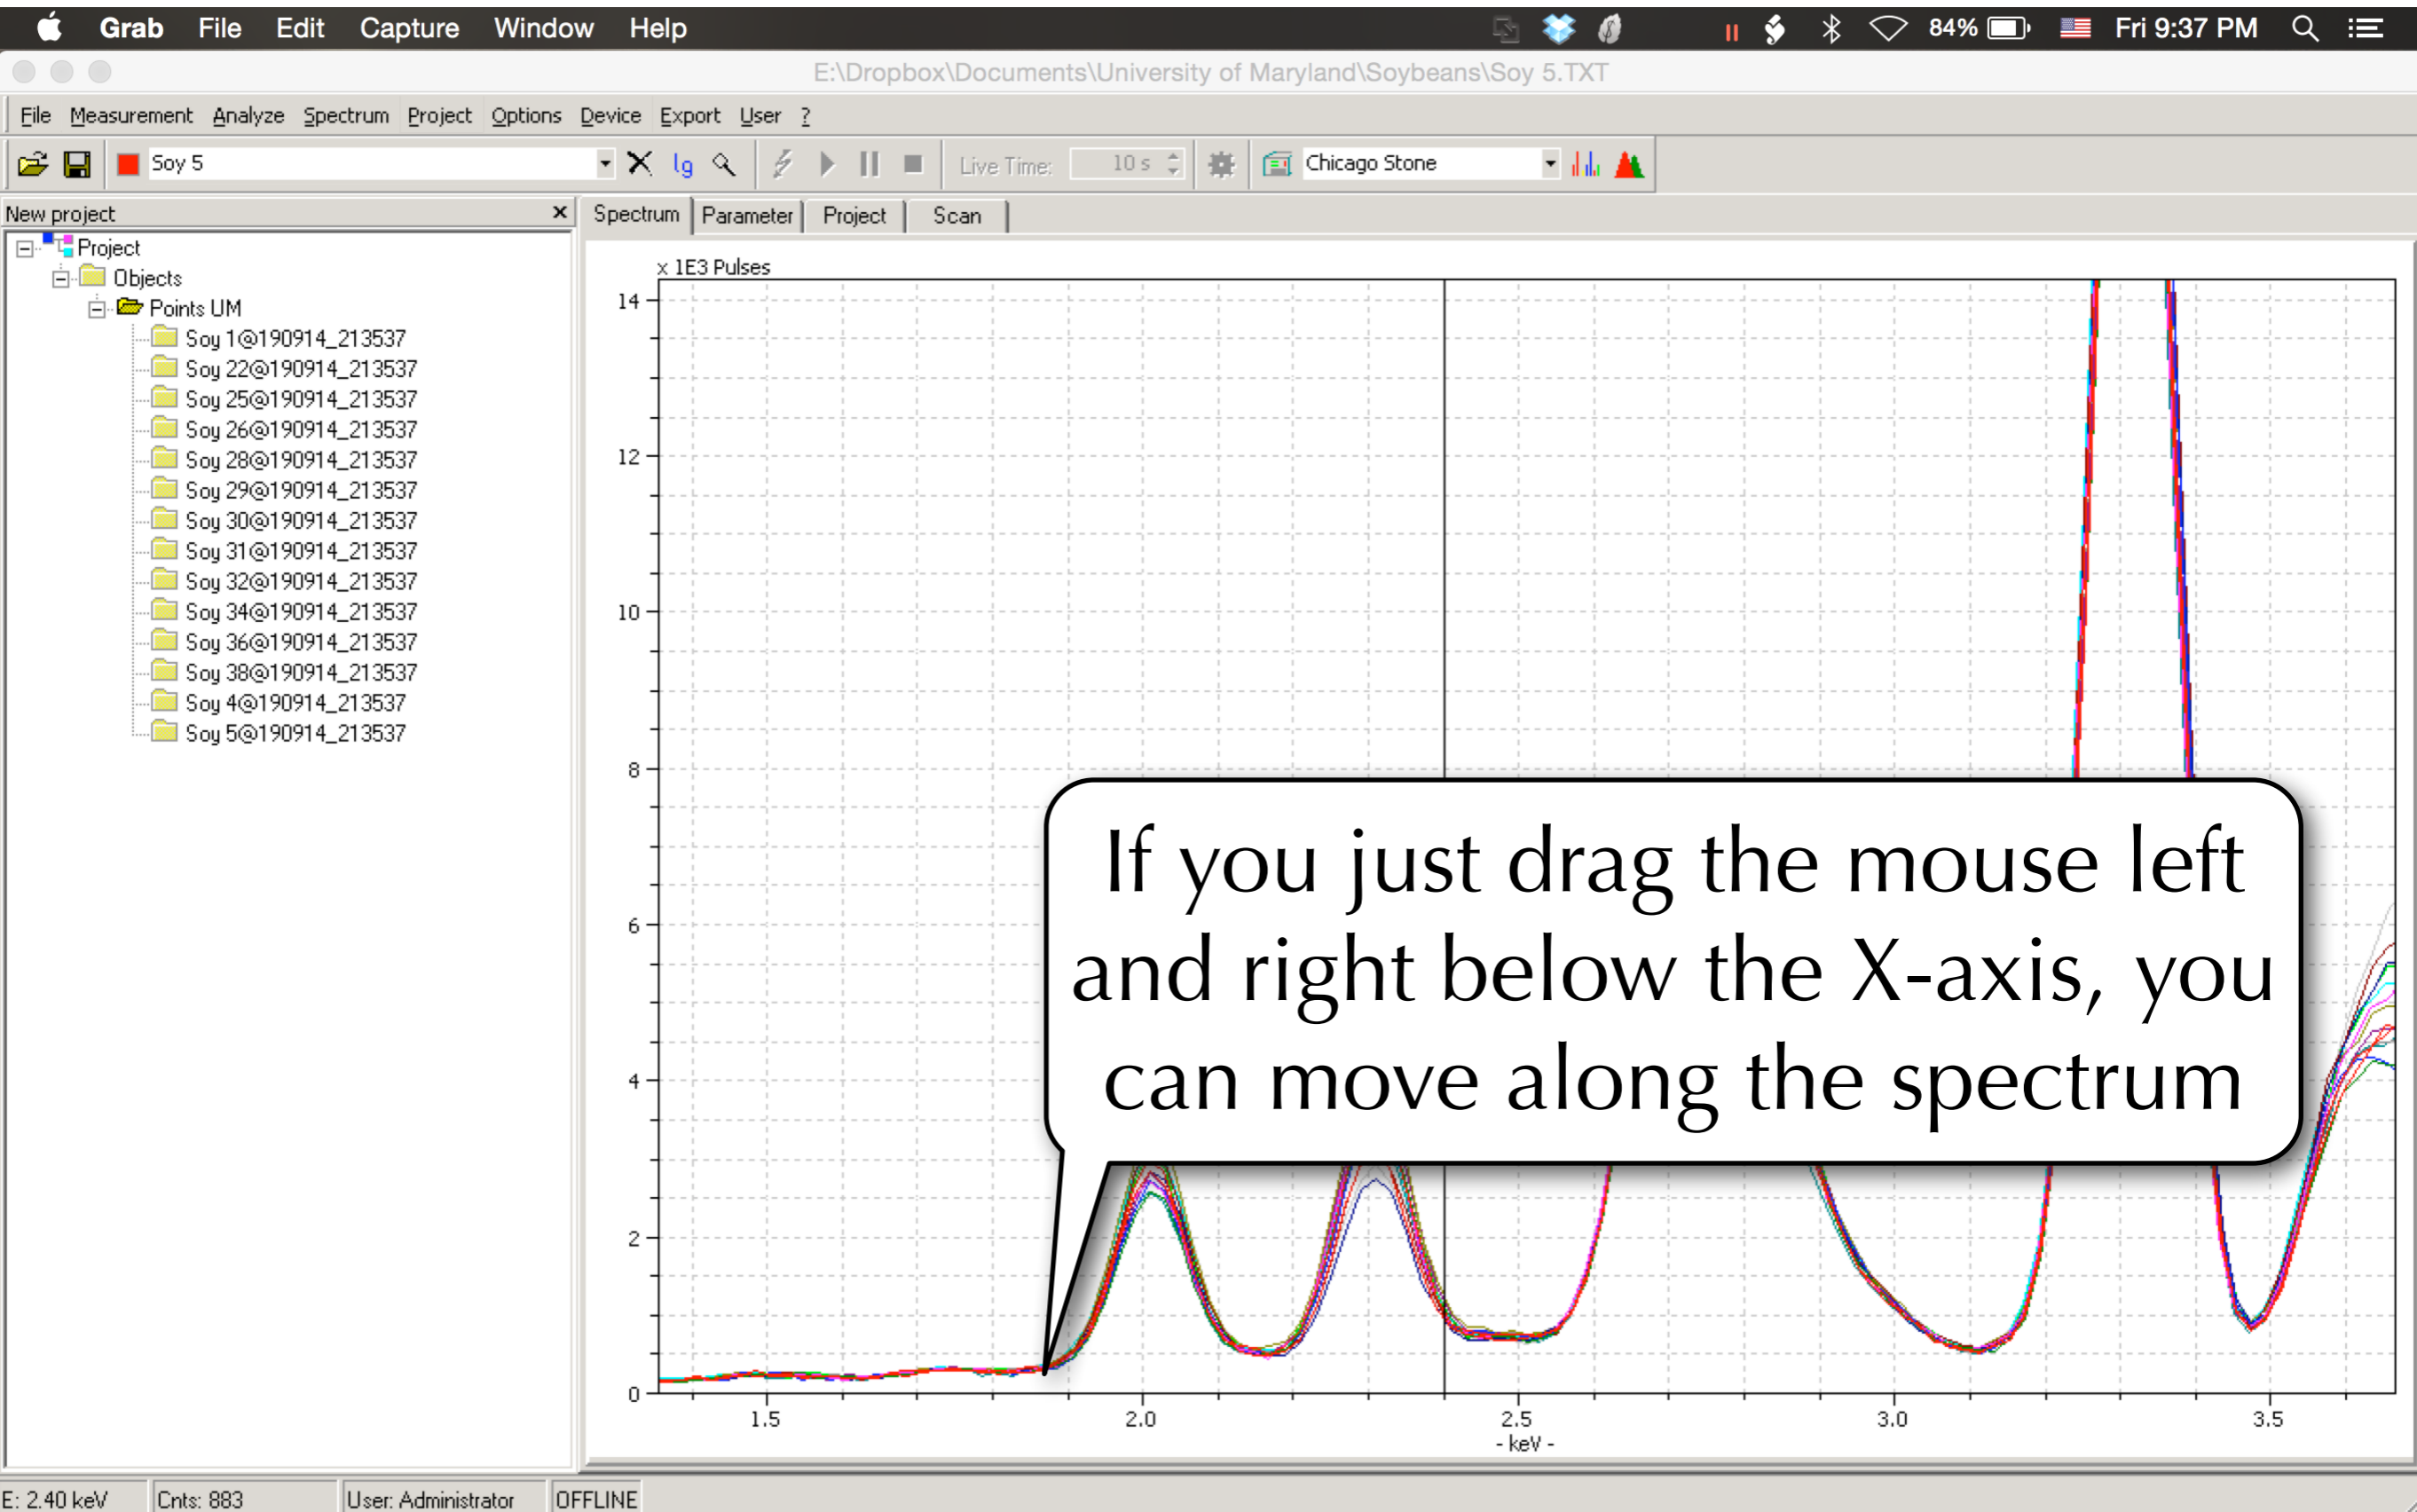 Grab File Edit Capture Window Help 84% Fri 9:37 PM
E:\Dropbox\Documents\University of Maryland\Soybeans\Soy 5.TXT
File Measurement Analyze Spectrum Project Options Device Export User ?
Soy 5 lg Live Time: 10 s Chicago Stone
New project
Project
Objects
Points UM
Soy 1@190914_213537
Soy 22@190914_213537
Soy 25@190914_213537
Soy 26@190914_213537
Soy 28@190914_213537
Soy 29@190914_213537
Soy 30@190914_213537
Soy 31@190914_213537
Soy 32@190914_213537
Soy 34@190914_213537
Soy 36@190914_213537
Soy 38@190914_213537
Soy 4@190914_213537
Soy 5@190914_213537
Spectrum Parameter Project Scan
x 1E3 Pulses
14
12
10
8
6
4
2
0
If you just drag the mouse left
and right below the X-axis, you
can move along the spectrum
1.5 2.0 2.5 3.0 3.5
- keV -
E: 2.40 keV Cnts: 883 User: Administrator OFFLINE